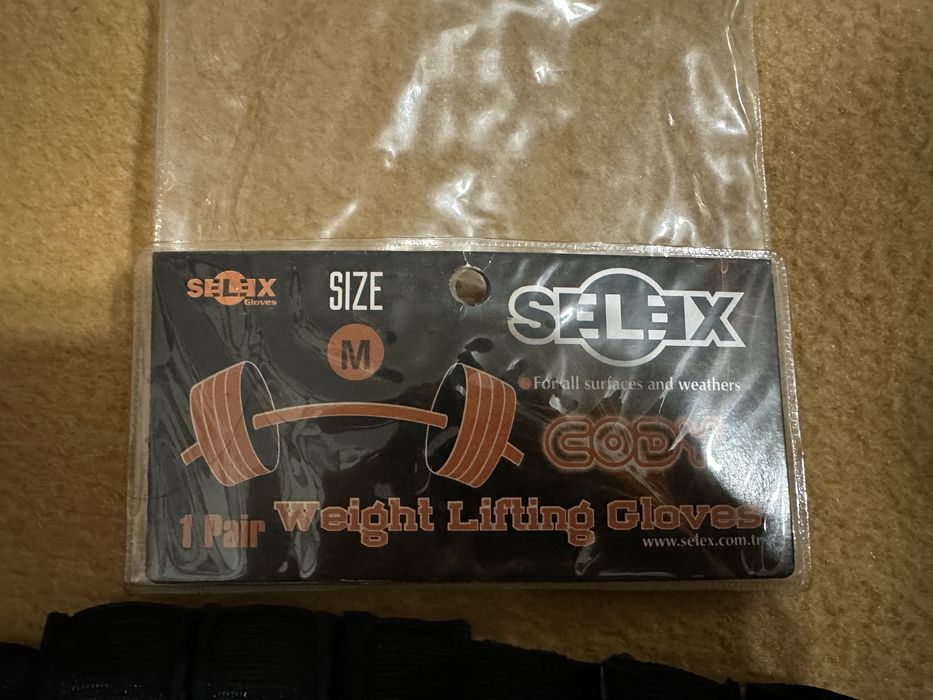 SELEX
Gloves
SIZE
M
SELEX
For all surfaces and weathers
CODY
1 Pair
Weight Lifting Gloves
www.selex.com.tr